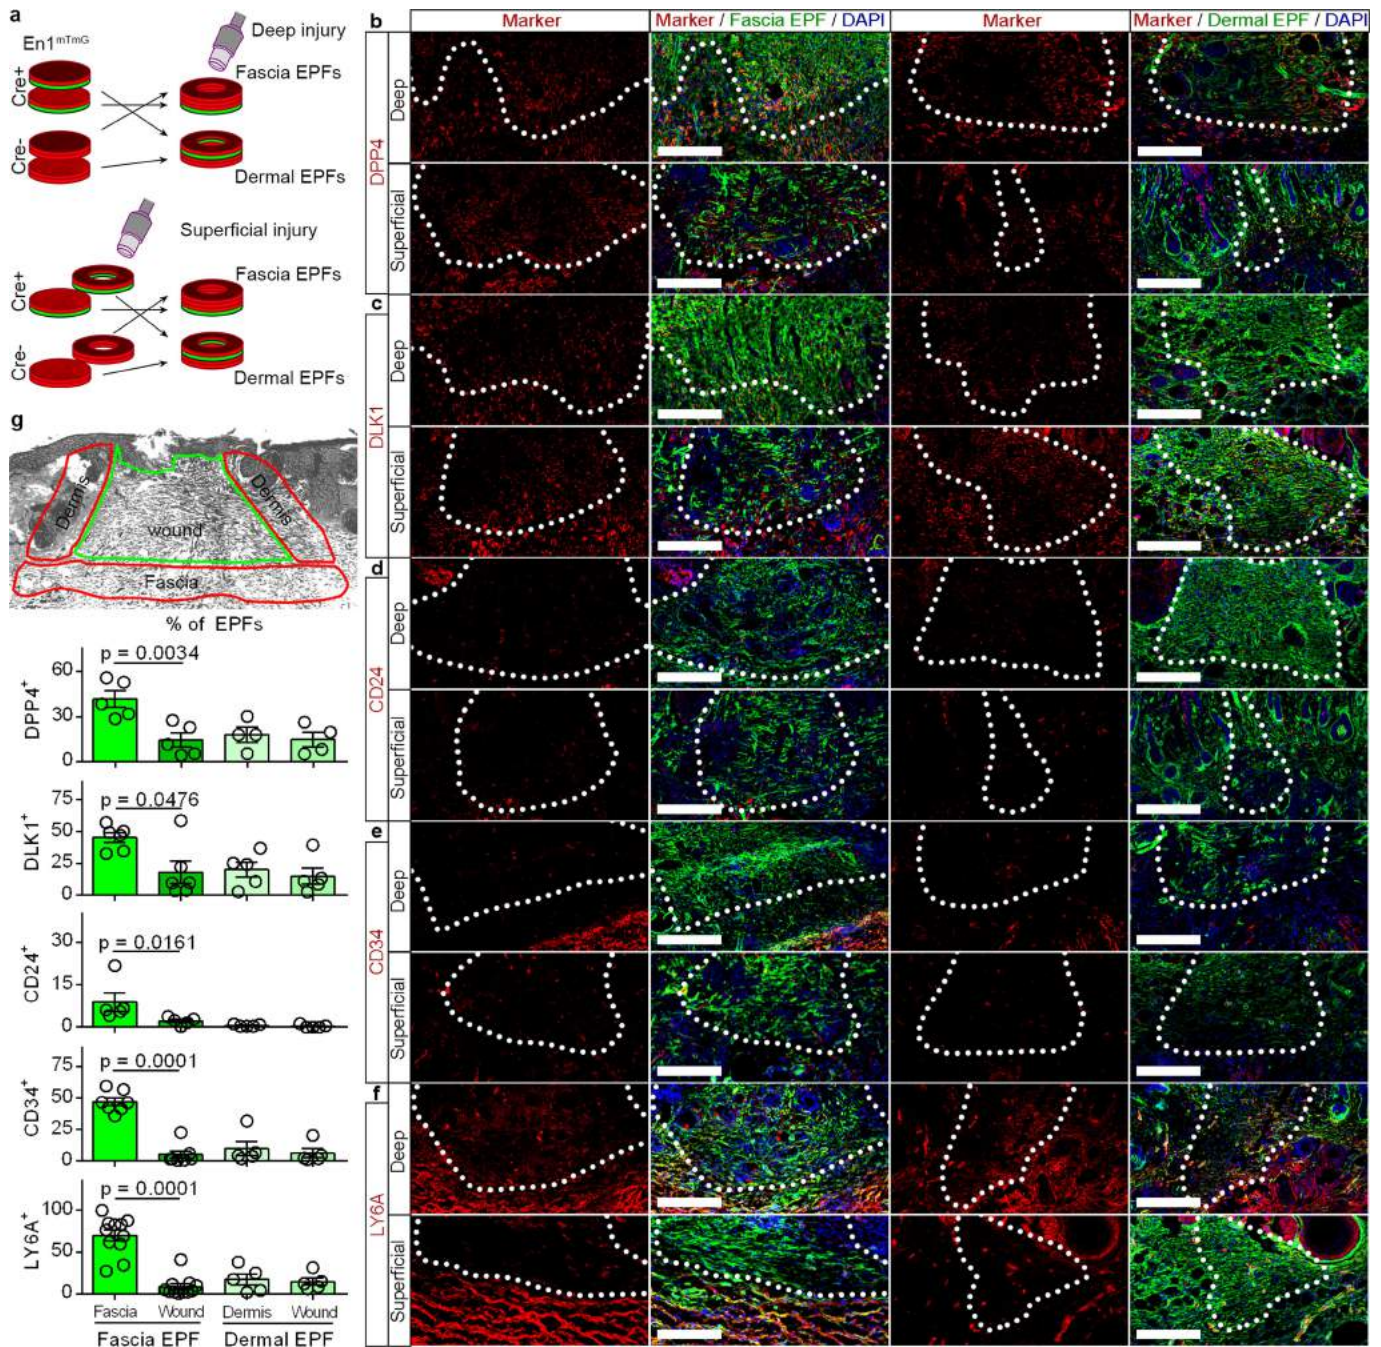 a
En1mTmG
Cre+
Cre-
Deep injury
Fascia EPFs
Dermal EPFs
Superficial injury
Cre+
Cre-
Fascia EPFs
Dermal EPFs
b
Marker
Marker / Fascia EPF / DAPI
Marker
Marker / Dermal EPF / DAPI
DPP4
Deep
Superficial
c
DLK1
Deep
Superficial
d
CD24
Deep
Superficial
e
CD34
Deep
Superficial
f
LY6A
Deep
Superficial
g
Dermis
wound
Dermis
Fascia
% of EPFs
DPP4+
60
30
0
p = 0.0034
DLK1+
75
50
25
0
p = 0.0476
CD24+
30
15
0
p = 0.0161
CD34+
75
50
25
0
p = 0.0001
LY6A+
100
50
0
p = 0.0001
Fascia Wound Dermis Wound
Fascia EPF Dermal EPF